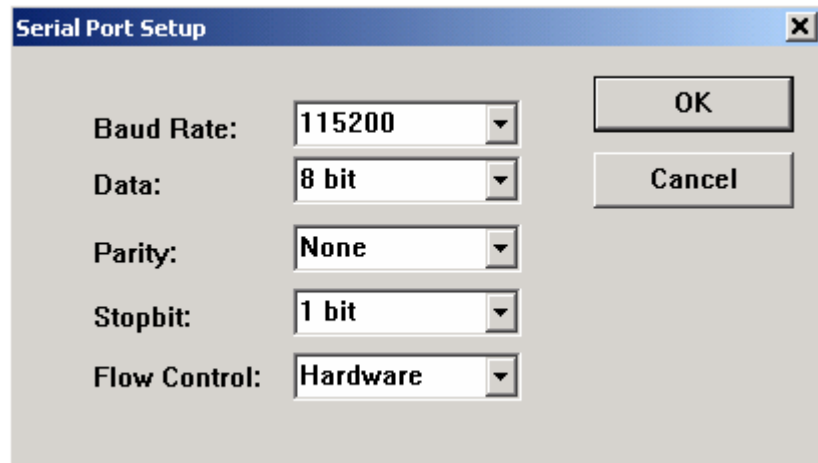 Serial Port Setup
Baud Rate: 115200
OK
Data: 8 bit
Cancel
Parity: None
Stopbit: 1 bit
Flow Control: Hardware